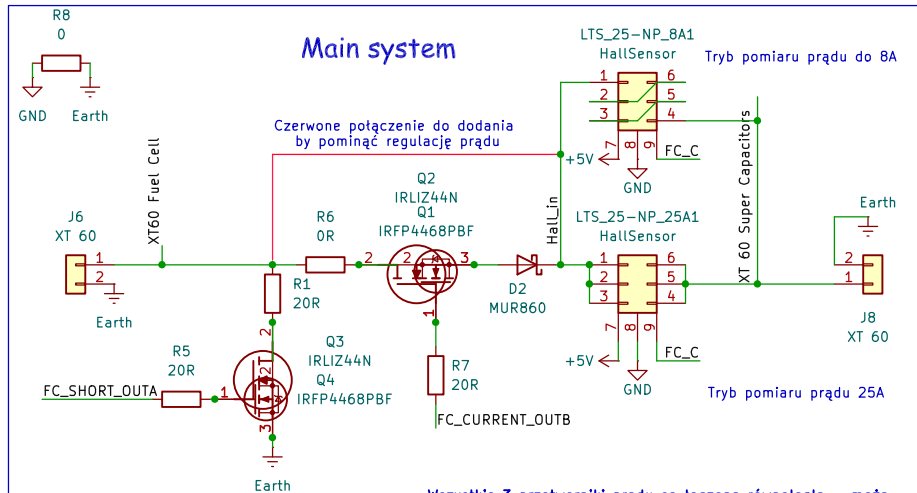 R8
0
GND
Earth
Main system
LTS_25-NP_8A1
HallSensor
Tryb pomiaru prądu do 8A
1
2
3
6
5
4
7
8
9
+5V
FC_C
GND
Czerwone połączenie do dodania
by pominąć regulację prądu
XT60 Fuel Cell
J6
XT 60
1
2
Earth
R6
0R
Q2
IRLIZ44N
Q1
IRFP4468PBF
2
2
3
1
D2
MUR860
Hall_in
LTS_25-NP_25A1
HallSensor
1
2
3
6
5
4
7
8
9
+5V
FC_C
GND
XT 60 Super Capacitors
Earth
2
1
J8
XT 60
Tryb pomiaru prądu 25A
R1
20R
2
Q3
IRLIZ44N
Q4
IRFP4468PBF
2
1
3
Earth
R5
20R
FC_SHORT_OUTA
R7
20R
FC_CURRENT_OUTB